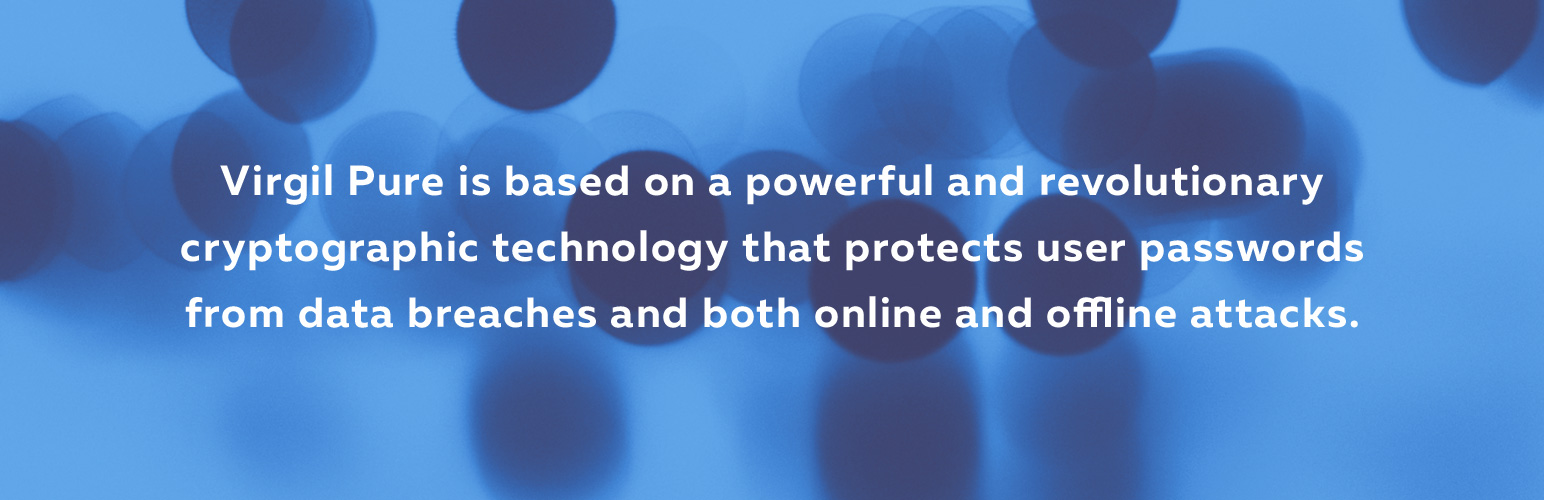 Virgil Pure is based on a powerful and revolutionary
cryptographic technology that protects user passwords
from data breaches and both online and offline attacks.